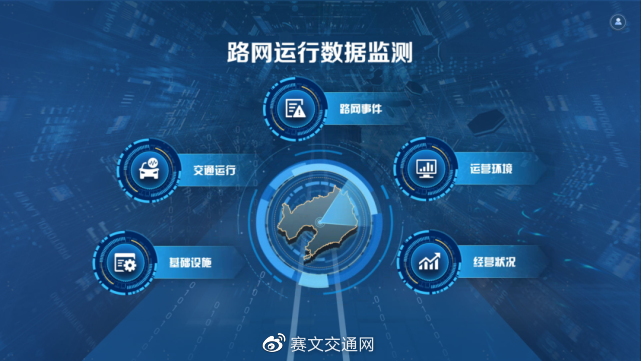 路网运行数据监测
路网事件
交通运行
运营环境
基础设施
经营状况
赛文交通网